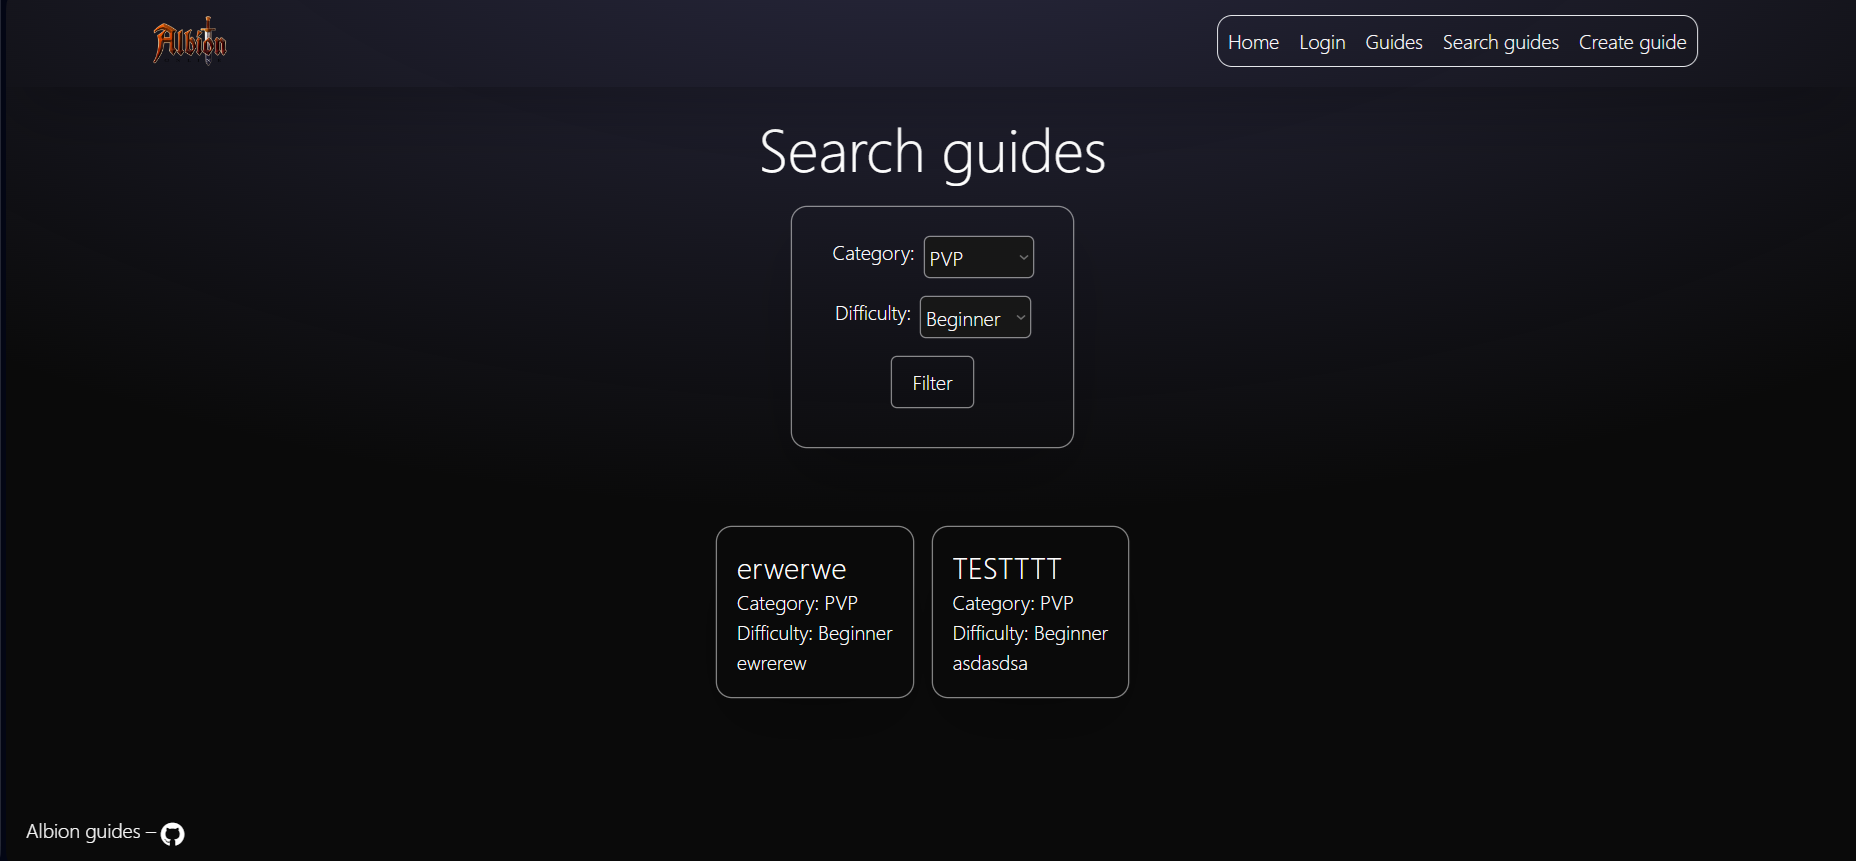 Albion
Home Login Guides Search guides Create guide
Search guides
Category: PVP
Difficulty: Beginner
Filter
erwerwe
Category: PVP
Difficulty: Beginner
ewrerew
TESTTTT
Category: PVP
Difficulty: Beginner
asdasdsa
Albion guides –